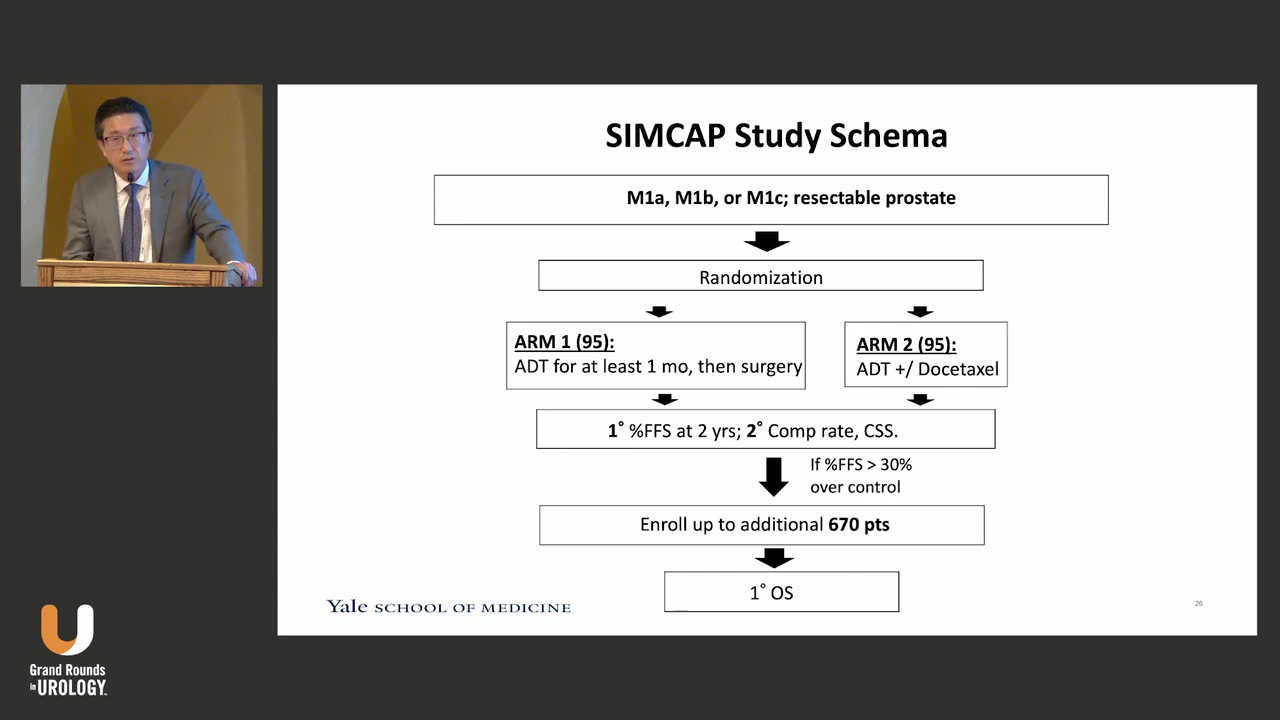 SIMCAP Study Schema
M1a, M1b, or M1c; resectable prostate
Randomization
ARM 1 (95):
ADT for at least 1 mo, then surgery
ARM 2 (95):
ADT +/ Docetaxel
1° %FFS at 2 yrs; 2° Comp rate, CSS.
If %FFS > 30%
over control
Enroll up to additional 670 pts
1° OS
Yale SCHOOL OF MEDICINE
26
Grand Rounds
in UROLOGY